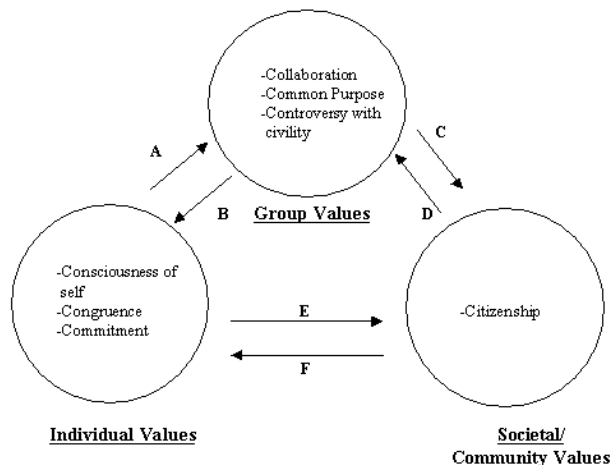 -Collaboration
-Common Purpose
-Controversy with
civility
A
C
B
D
Group Values
-Consciousness of
self
-Congruence
-Commitment
E
-Citizenship
F
Individual Values
Societal/
Community Values